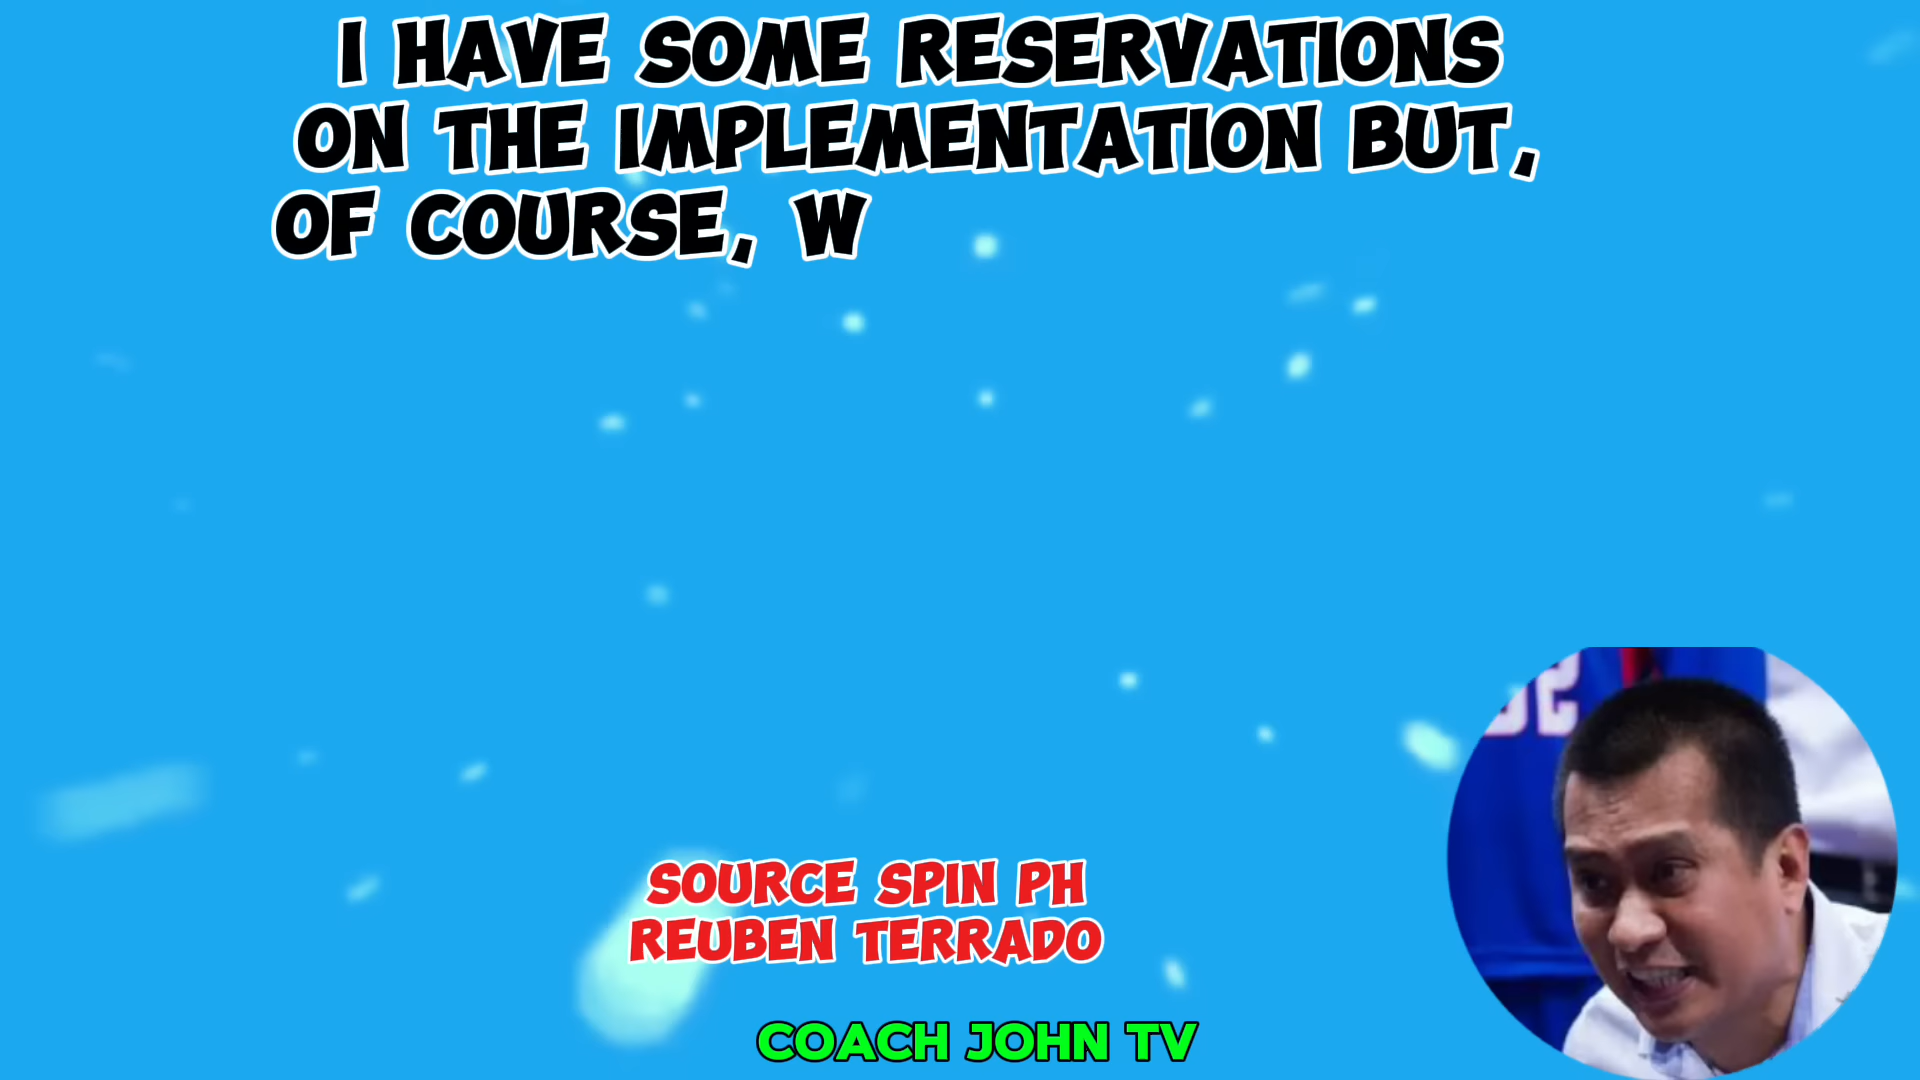 I HAVE SOME RESERVATIONS
ON THE IMPLEMENTATION BUT,
OF COURSE, W
SOURCE SPIN PH
REUBEN TERRADO
COACH JOHN TV